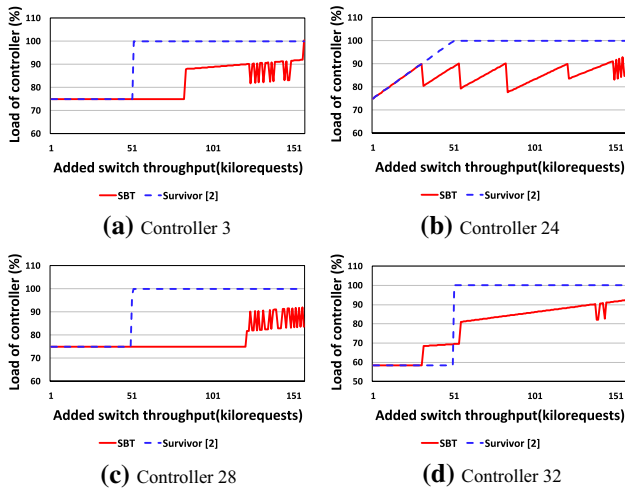 Load of controller (%)
110
100
90
80
70
60
1
51
101
151
Added switch throughput(kilorequests)
SBT
Survivor [2]
(a) Controller 3
Load of controller (%)
110
100
90
80
70
60
1
51
101
151
Added switch throughput(kilorequests)
SBT
Survivor [2]
(b) Controller 24
Load of controller (%)
110
100
90
80
70
60
1
51
101
151
Added switch throughput(kilorequests)
SBT
Survivor [2]
(c) Controller 28
Load of controller (%)
110
100
90
80
70
60
50
1
51
101
151
Added switch throughput(kilorequests)
SBT
Survivor [2]
(d) Controller 32